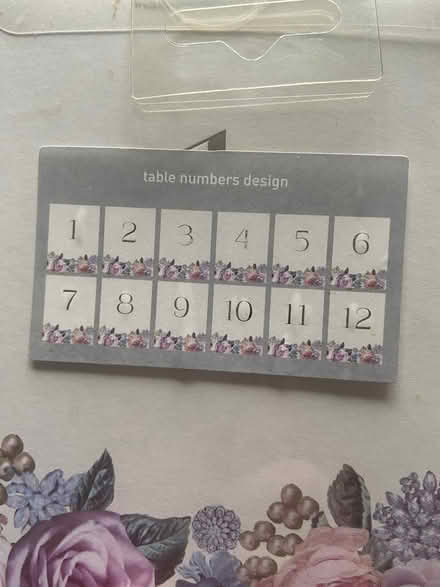 table numbers design
1 2 3 4 5 6
7 8 9 10 11 12